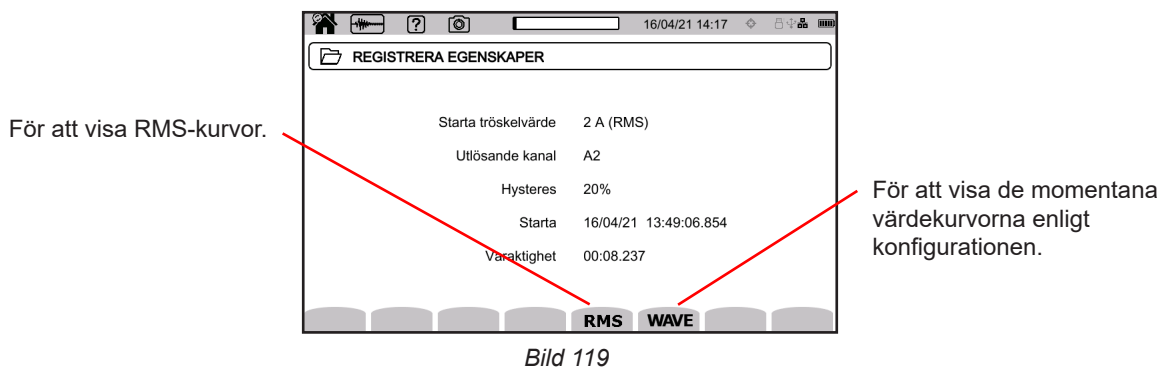 16/04/21 14:17
REGISTRERA EGENSKAPER
För att visa RMS-kurvor.
Starta tröskelvärde 2 A (RMS)
Utlösande kanal A2
Hysteres 20%
Starta 16/04/21 13:49:06.854
Varaktighet 00:08.237
För att visa de momentana
värdekurvorna enligt
konfigurationen.
RMS WAVE
Bild 119